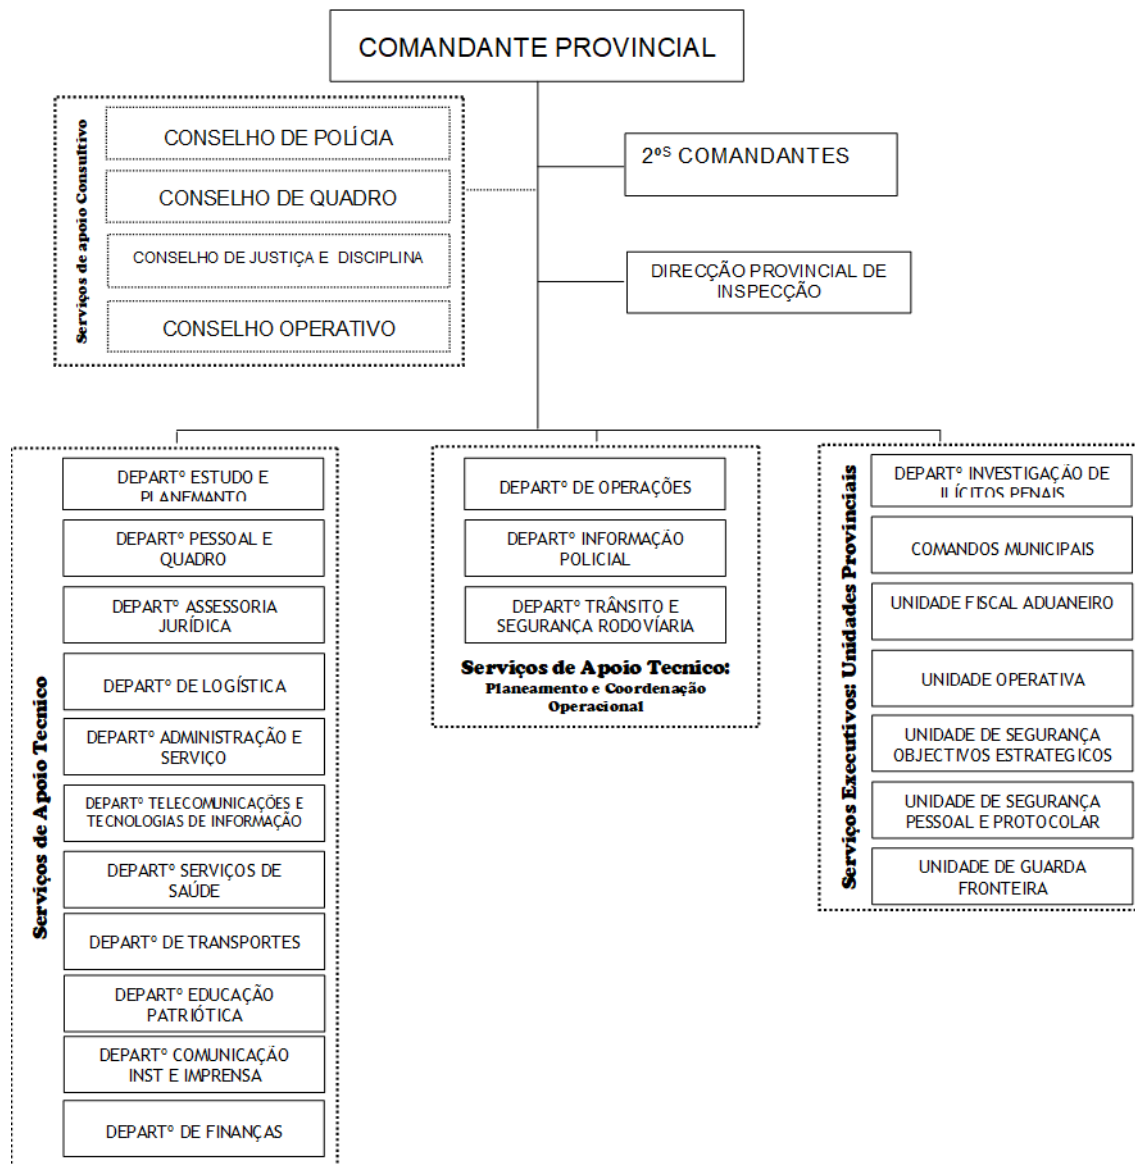 COMANDANTE PROVINCIAL
Serviços de apoio Consultivo
CONSELHO DE POLÍCIA
CONSELHO DE QUADRO
CONSELHO DE JUSTIÇA E DISCIPLINA
CONSELHO OPERATIVO
2ºS COMANDANTES
DIRECÇÃO PROVINCIAL DE
INSPECÇÃO
Serviços de Apoio Tecnico
DEPARTº ESTUDO E
PLANEMANTO
DEPARTº PESSOAL E
QUADRO
DEPARTº ASSESSORIA
JURÍDICA
DEPARTº DE LOGÍSTICA
DEPARTº ADMINISTRAÇÃO E
SERVIÇO
DEPARTº TELECOMUNICAÇÕES E
TECNOLOGIAS DE INFORMAÇÃO
DEPARTº SERVIÇOS DE
SAÚDE
DEPARTº DE TRANSPORTES
DEPARTº EDUCAÇÃO
PATRIÓTICA
DEPARTº COMUNICAÇÃO
INST E IMPRENSA
DEPARTº DE FINANÇAS
DEPARTº DE OPERAÇÕES
DEPARTº INFORMAÇÃO
POLICIAL
DEPARTº TRÂNSITO E
SEGURANÇA RODOVÍARIA
Serviços de Apoio Tecnico:
Planeamento e Coordenação
Operacional
Serviços Executivos: Unidades Provinciais
DEPARTº INVESTIGAÇÃO DE
ILÍCITOS PENAIS
COMANDOS MUNICIPAIS
UNIDADE FISCAL ADUANEIRO
UNIDADE OPERATIVA
UNIDADE DE SEGURANÇA
OBJECTIVOS ESTRATEGICOS
UNIDADE DE SEGURANÇA
PESSOAL E PROTOCOLAR
UNIDADE DE GUARDA
FRONTEIRA